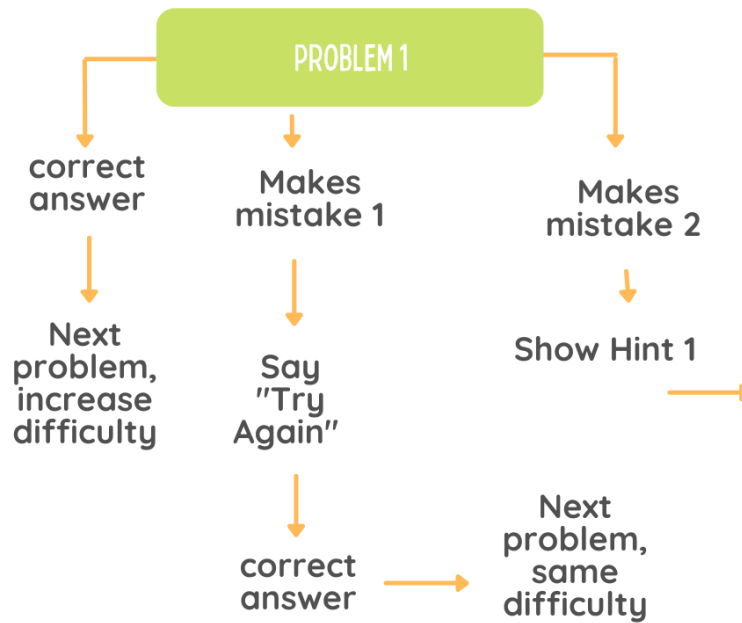 PROBLEM 1
correct
answer
Makes
mistake 1
Makes
mistake 2
Next
problem,
increase
difficulty
Say
"Try
Again"
Show Hint 1
correct
answer
Next
problem,
same
difficulty